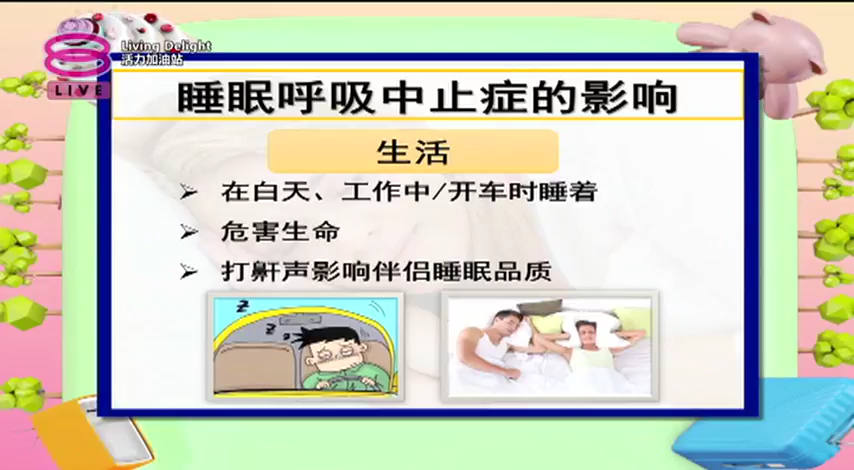 Living Delight
活力加油站
LIVE
睡眠呼吸中止症的影响
生活
➢ 在白天、工作中/开车时睡着
➢ 危害生命
➢ 打鼾声影响伴侣睡眠品质
z
z
z